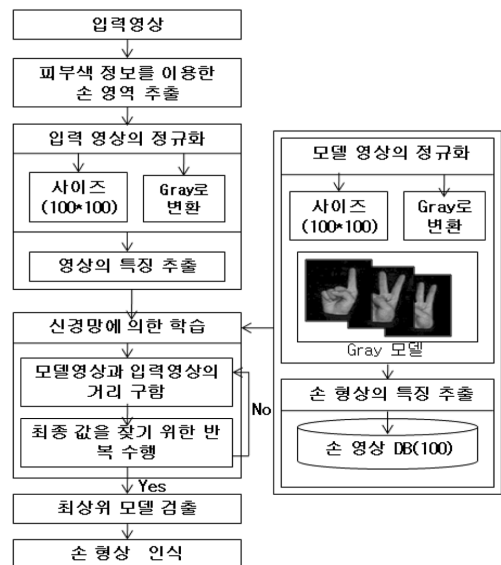 입력영상
피부색 정보를 이용한
손 영역 추출
입력 영상의 정규화
사이즈
(100*100)
Gray로
변환
영상의 특징 추출
신경망에 의한 학습
모델영상과 입력영상의
거리 구함
최종 값을 찾기 위한 반
복 수행
No
Yes
최상위 모델 검출
손 형상 인식
모델 영상의 정규화
사이즈
(100*100)
Gray로
변환
Gray 모델
손 형상의 특징 추출
손 영상 DB(100)